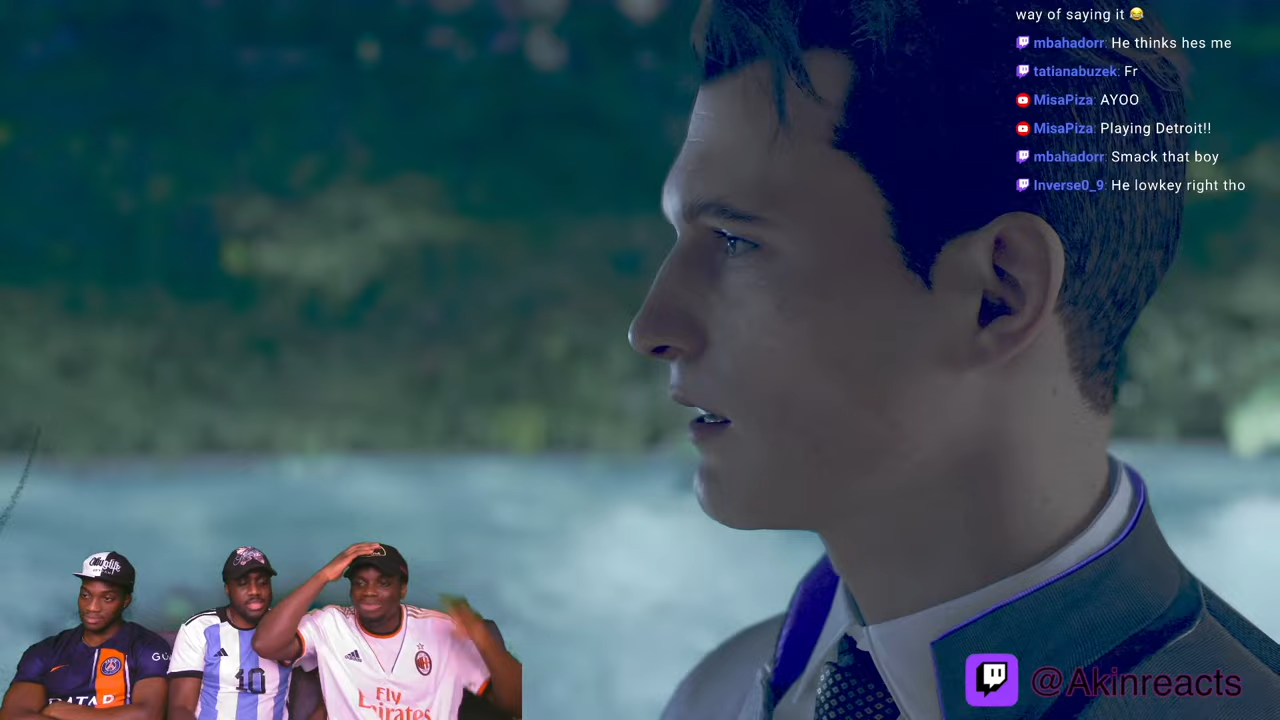 way of saying it 😂
mbahadorr: He thinks hes me
tatianabuzek: Fr
MisaPiza: AYOO
MisaPiza: Playing Detroit!!
mbahadorr: Smack that boy
Inverse0_9: He lowkey right tho
10
Fly
Emirates
@Akinreacts